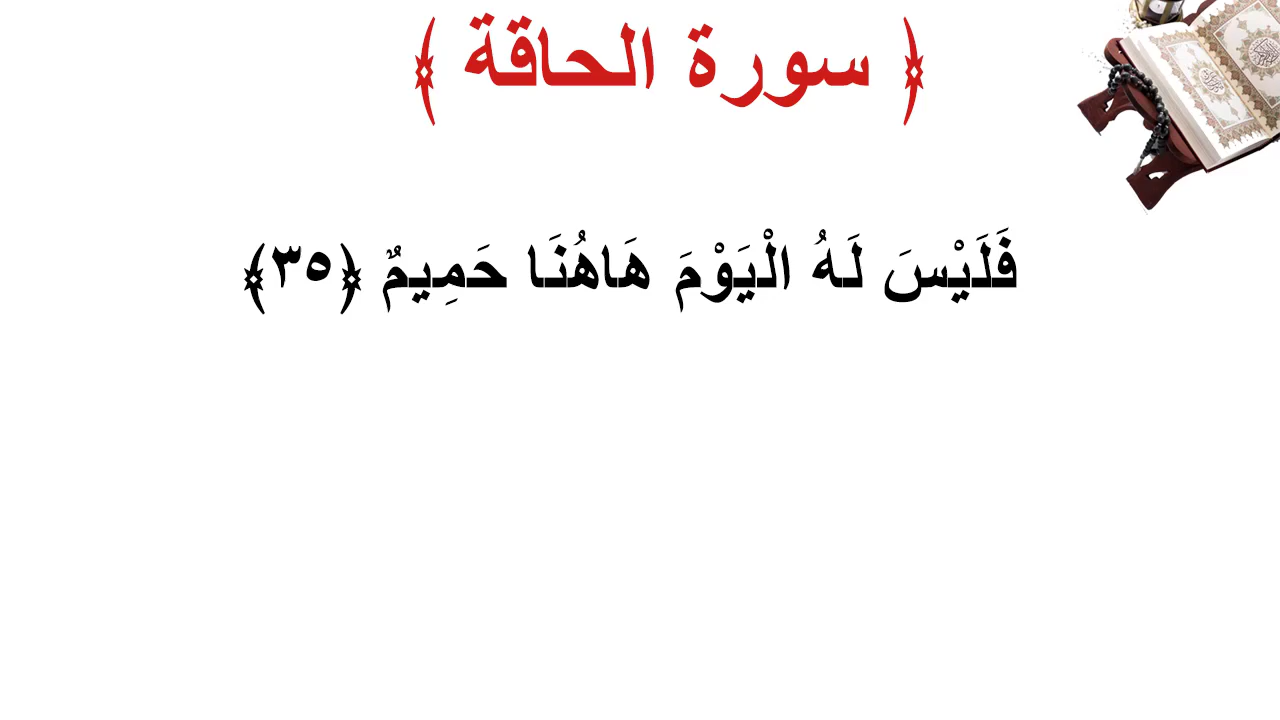 ﴿ سورة الحاقة ﴾
فَلَيْسَ لَهُ الْيَوْمَ هَاهُنَا حَمِيمٌ ﴿٣٥﴾